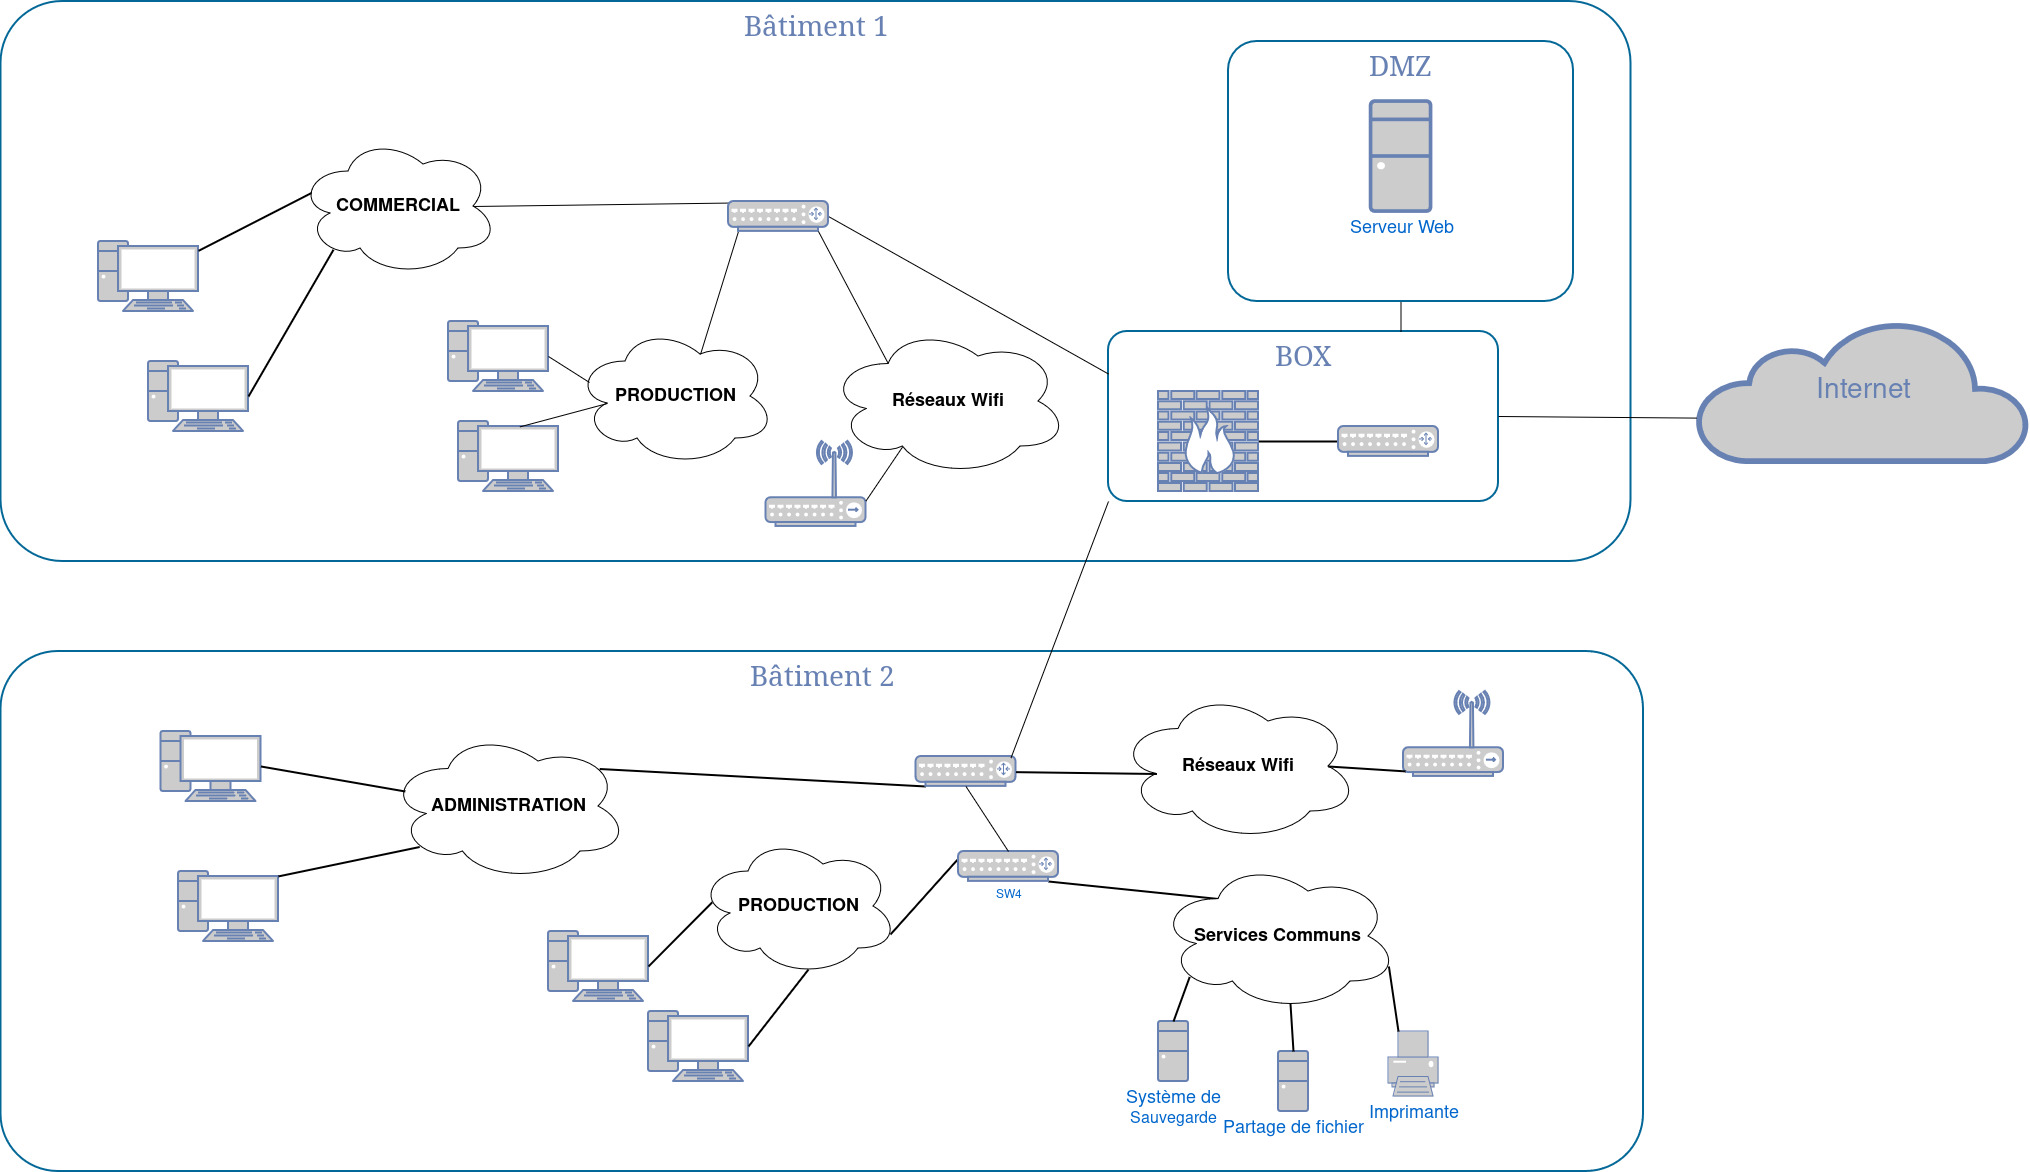 Bâtiment 1
DMZ
Serveur Web
COMMERCIAL
BOX
PRODUCTION
Réseaux Wifi
Internet
Bâtiment 2
Réseaux Wifi
ADMINISTRATION
SW4
PRODUCTION
Services Communs
Système de
Sauvegarde
Partage de fichier
Imprimante